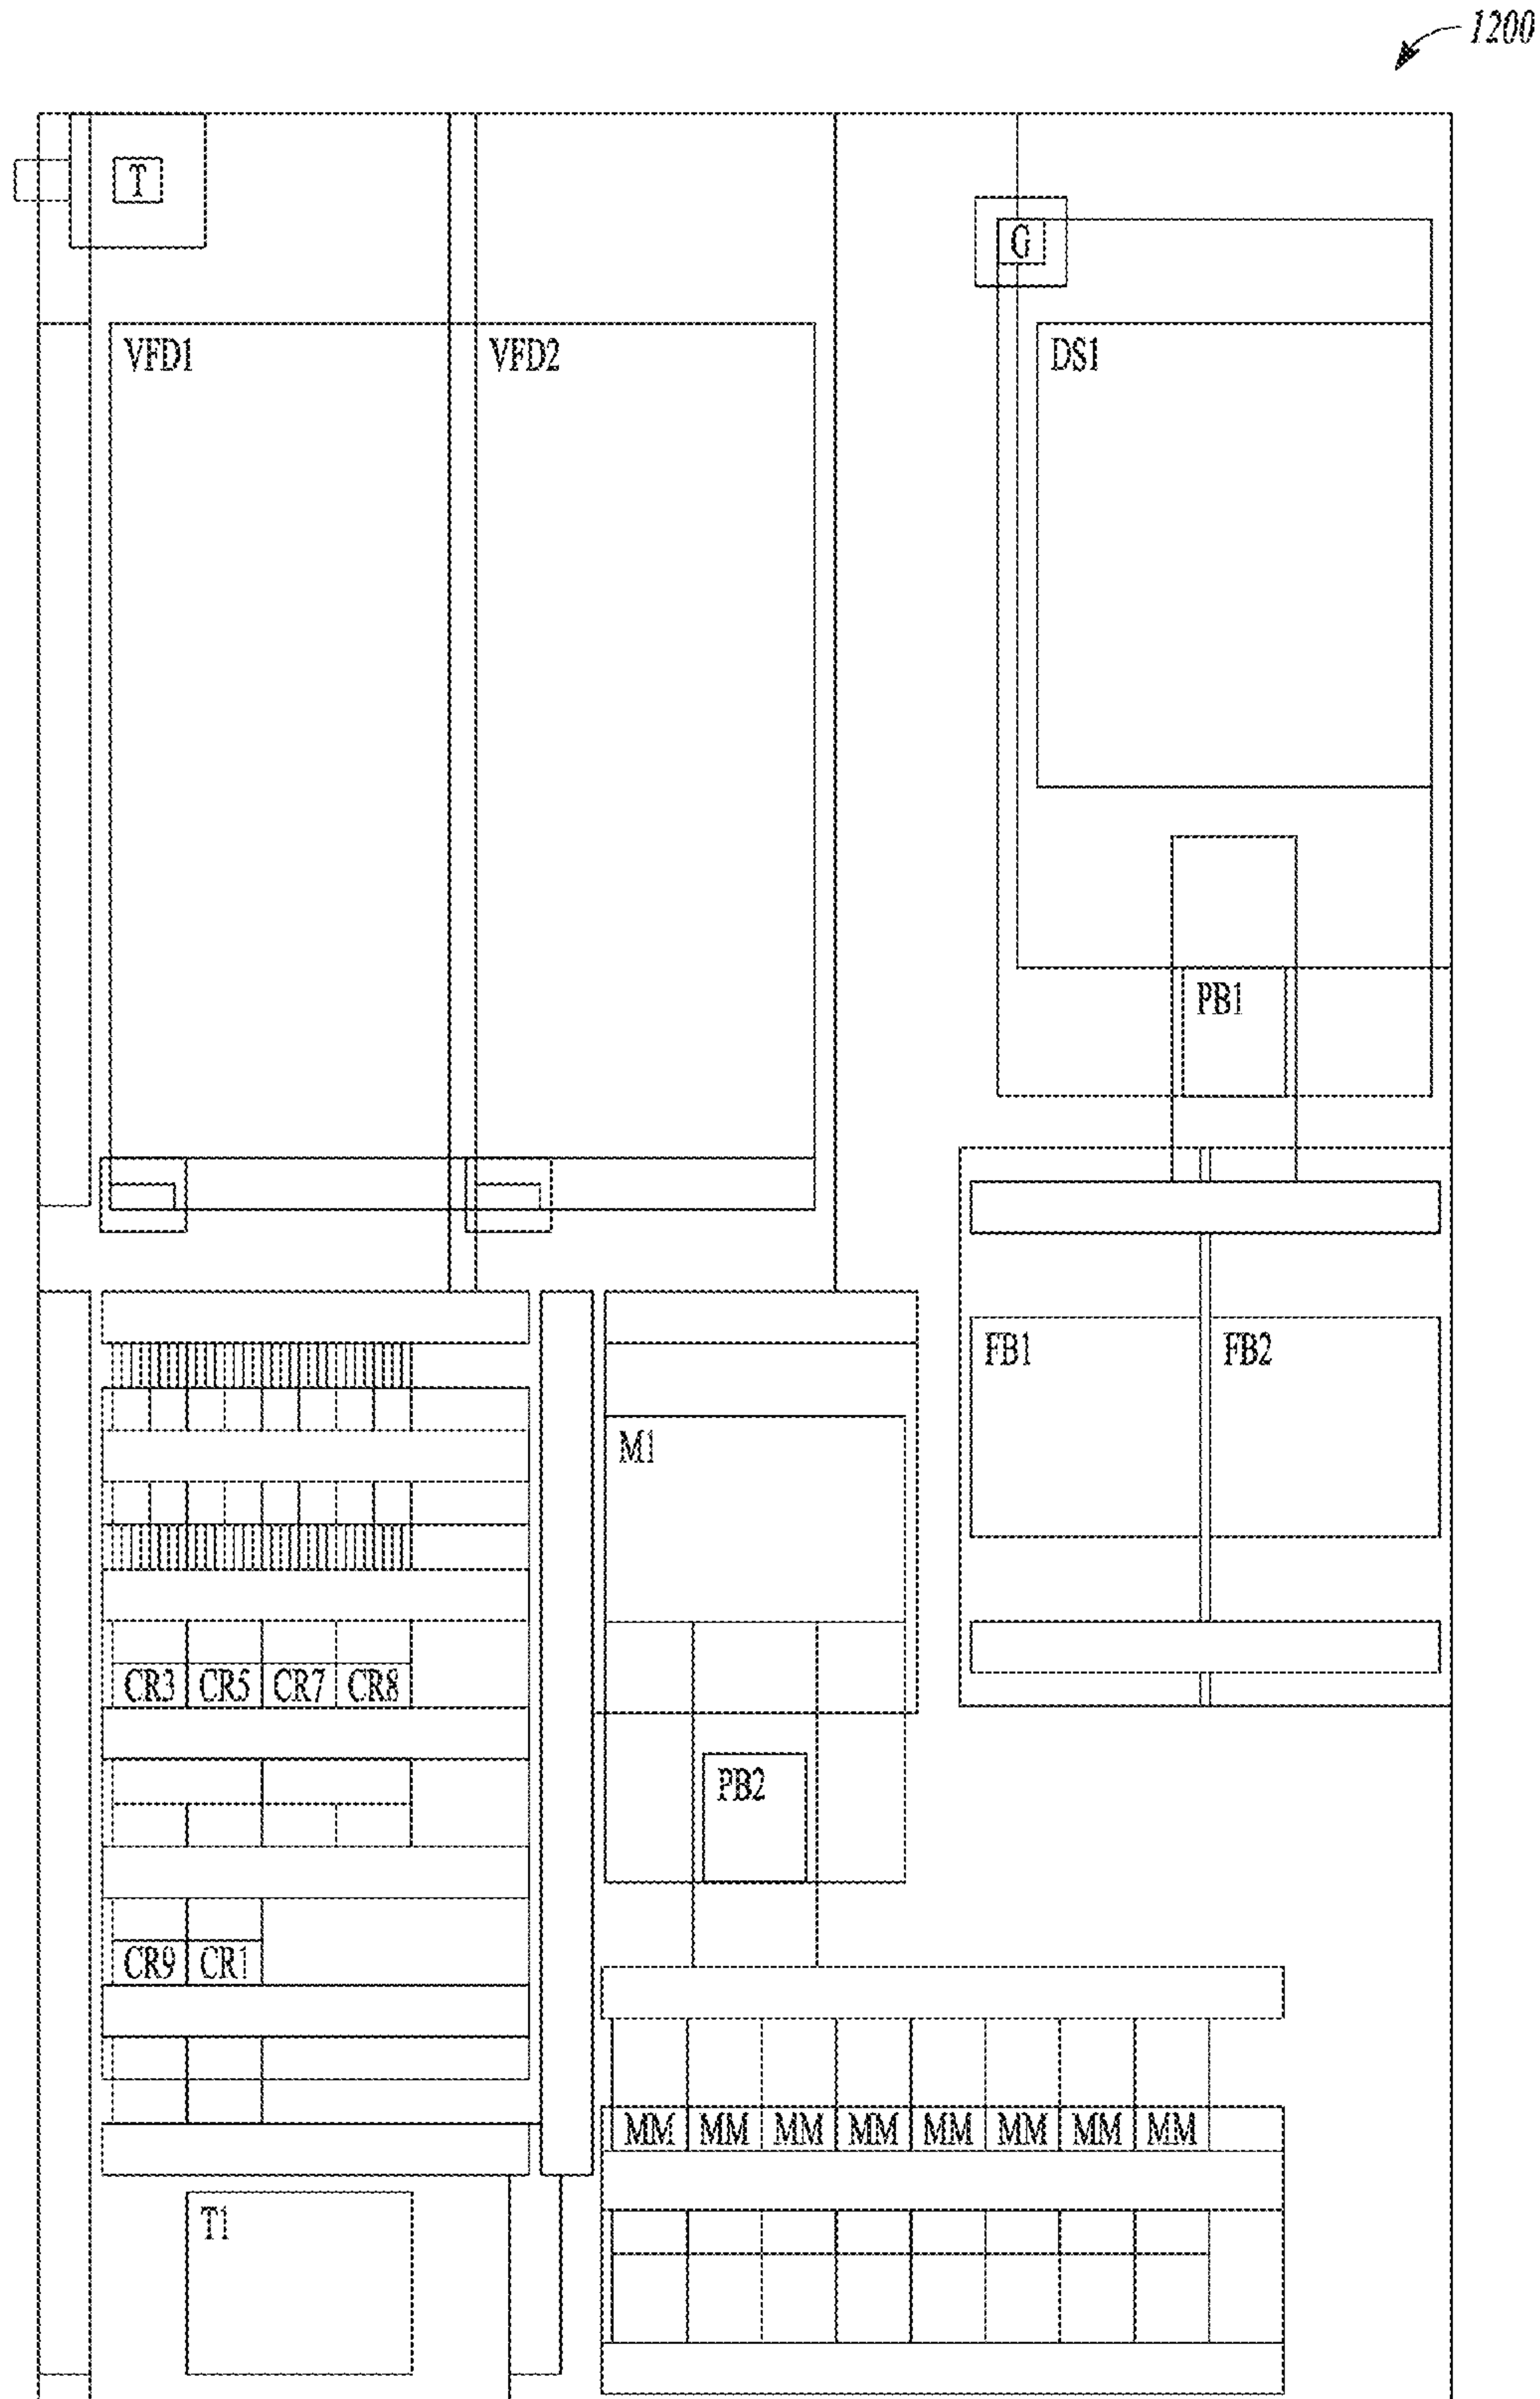 1200
T
G
VFD1 VFD2 DS1
PB1
FB1 FB2
M1
CR3 CR5 CR7 CR8
PB2
CR9 CR1
MM MM MM MM MM MM MM MM
T1